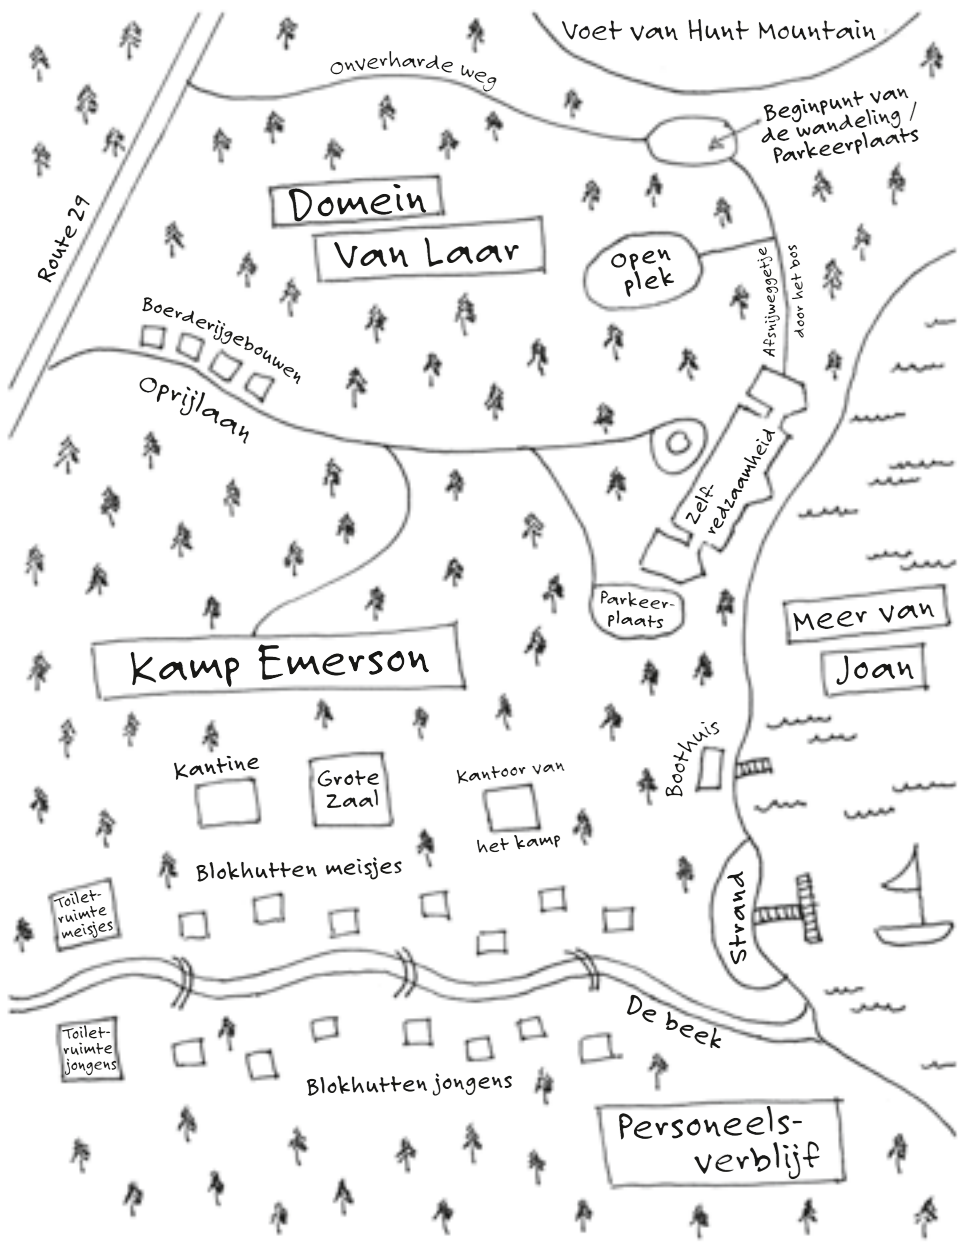 Voet van Hunt Mountain
Onverharde weg
Beginpunt van
de wandeling /
Parkeerplaats
Route 29
Domein
van Laar
Open
plek
Afsnijweggetje
door het bos
Boerderijgebouwen
Oprijlaan
Zelf-
redzaamheid
Parkeer-
plaats
Meer van
Joan
Kamp Emerson
Boothuis
Kantine
Grote
Zaal
Kantoor van
het kamp
Blokhutten meisjes
Toilet-
ruimte
meisjes
Strand
De beek
Toilet-
ruimte
jongens
Blokhutten jongens
Personeels-
verblijf